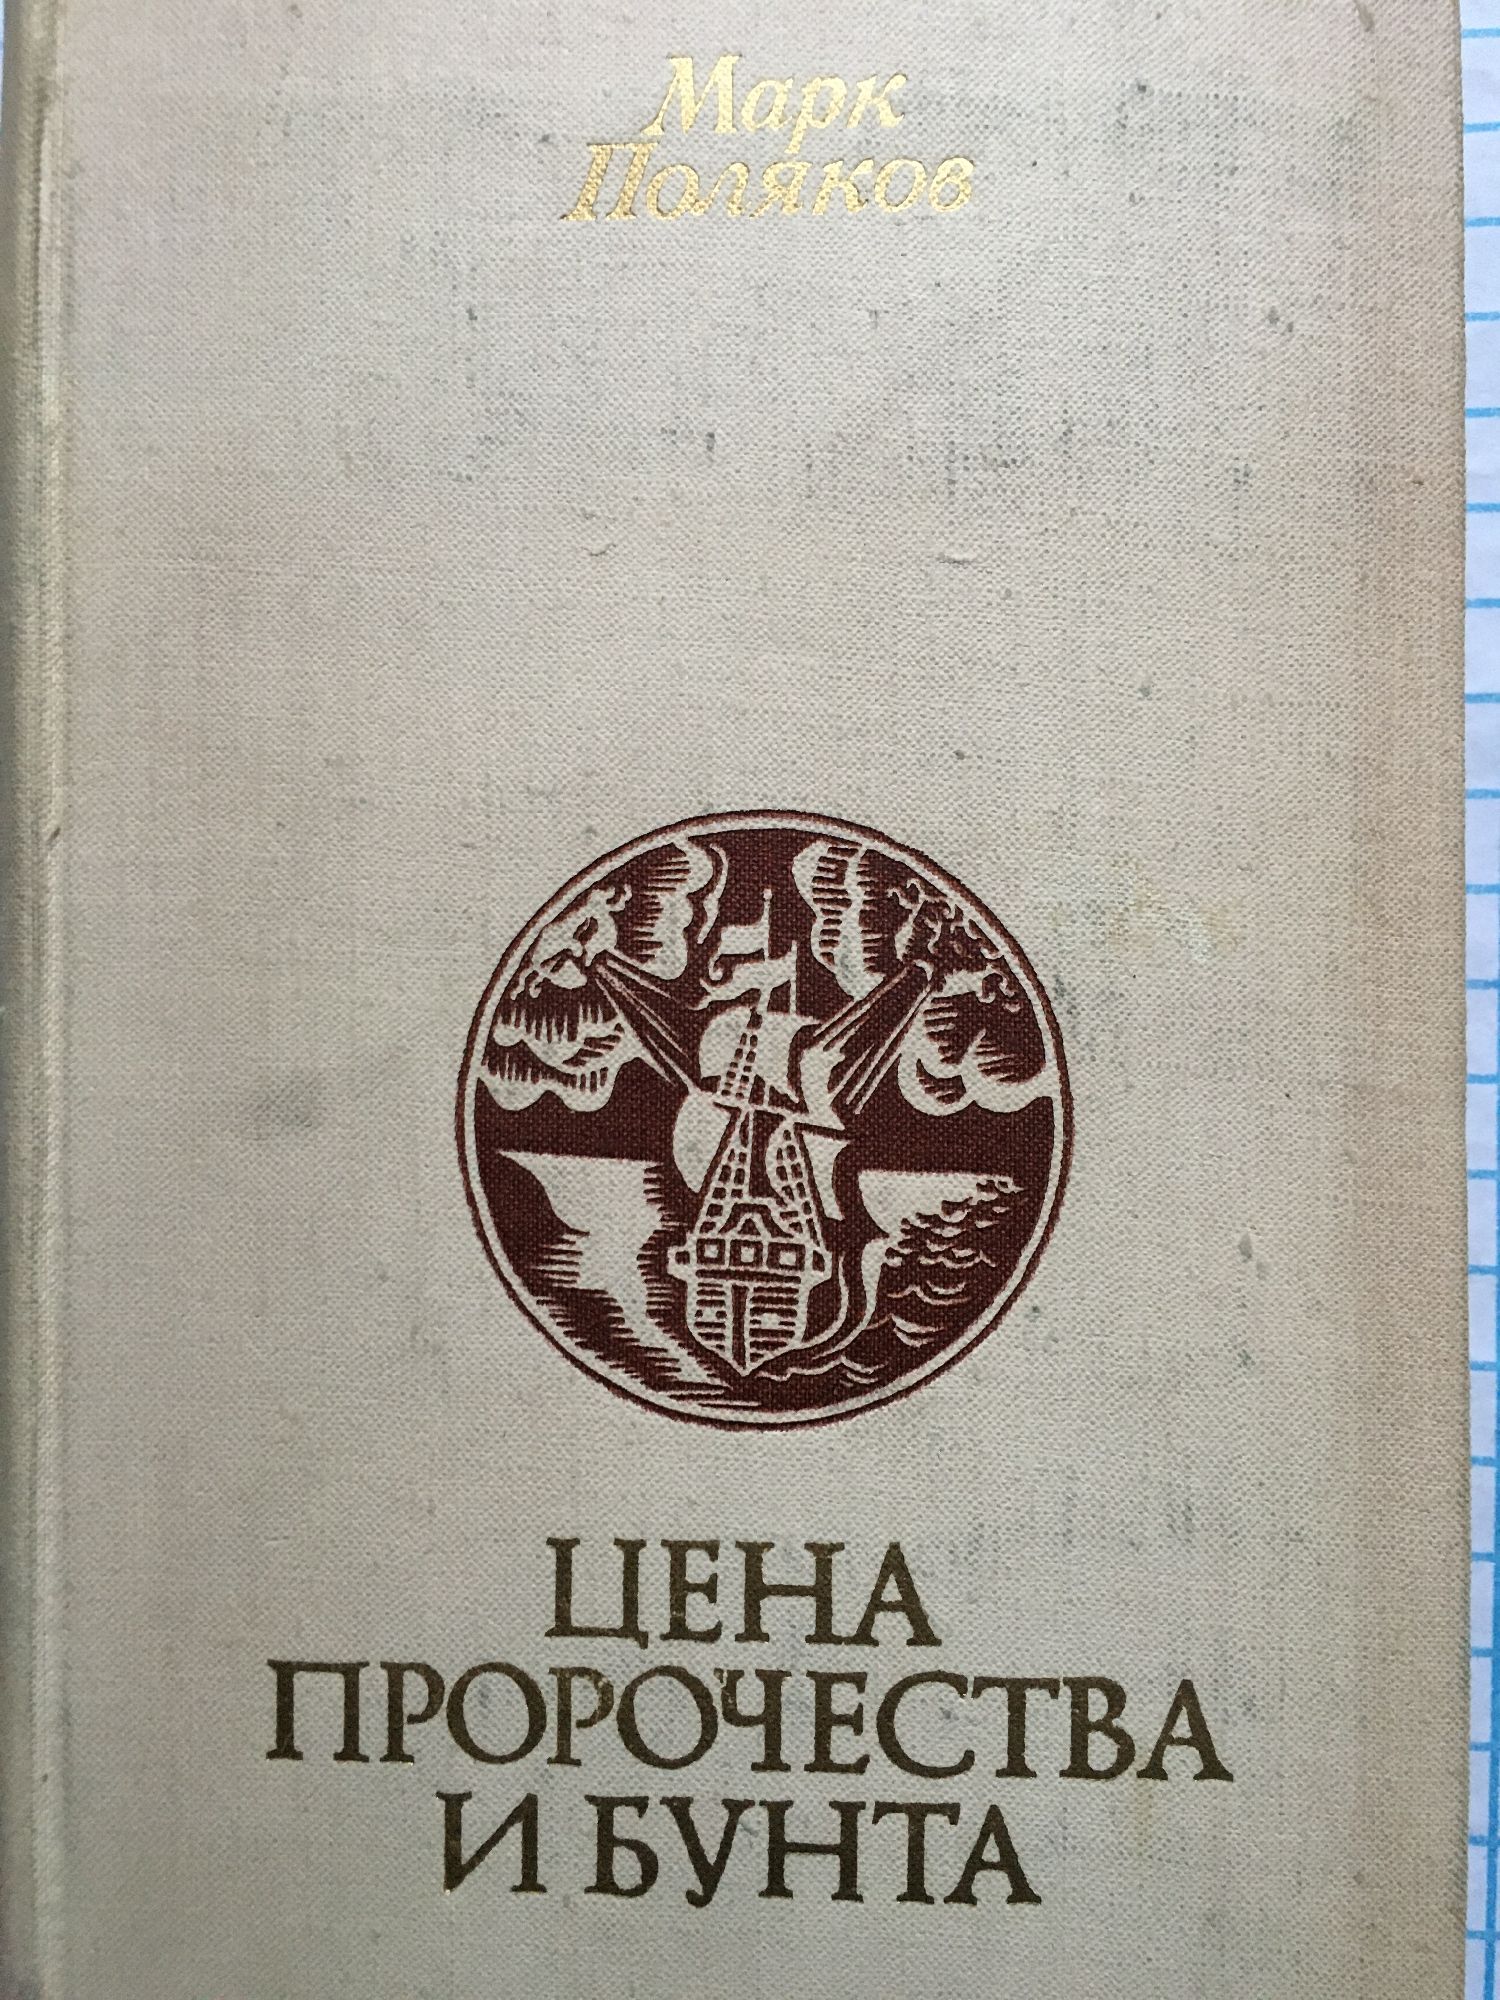 Марк
Поляков
ЦЕНА
ПРОРОЧЕСТВА
И БУНТА